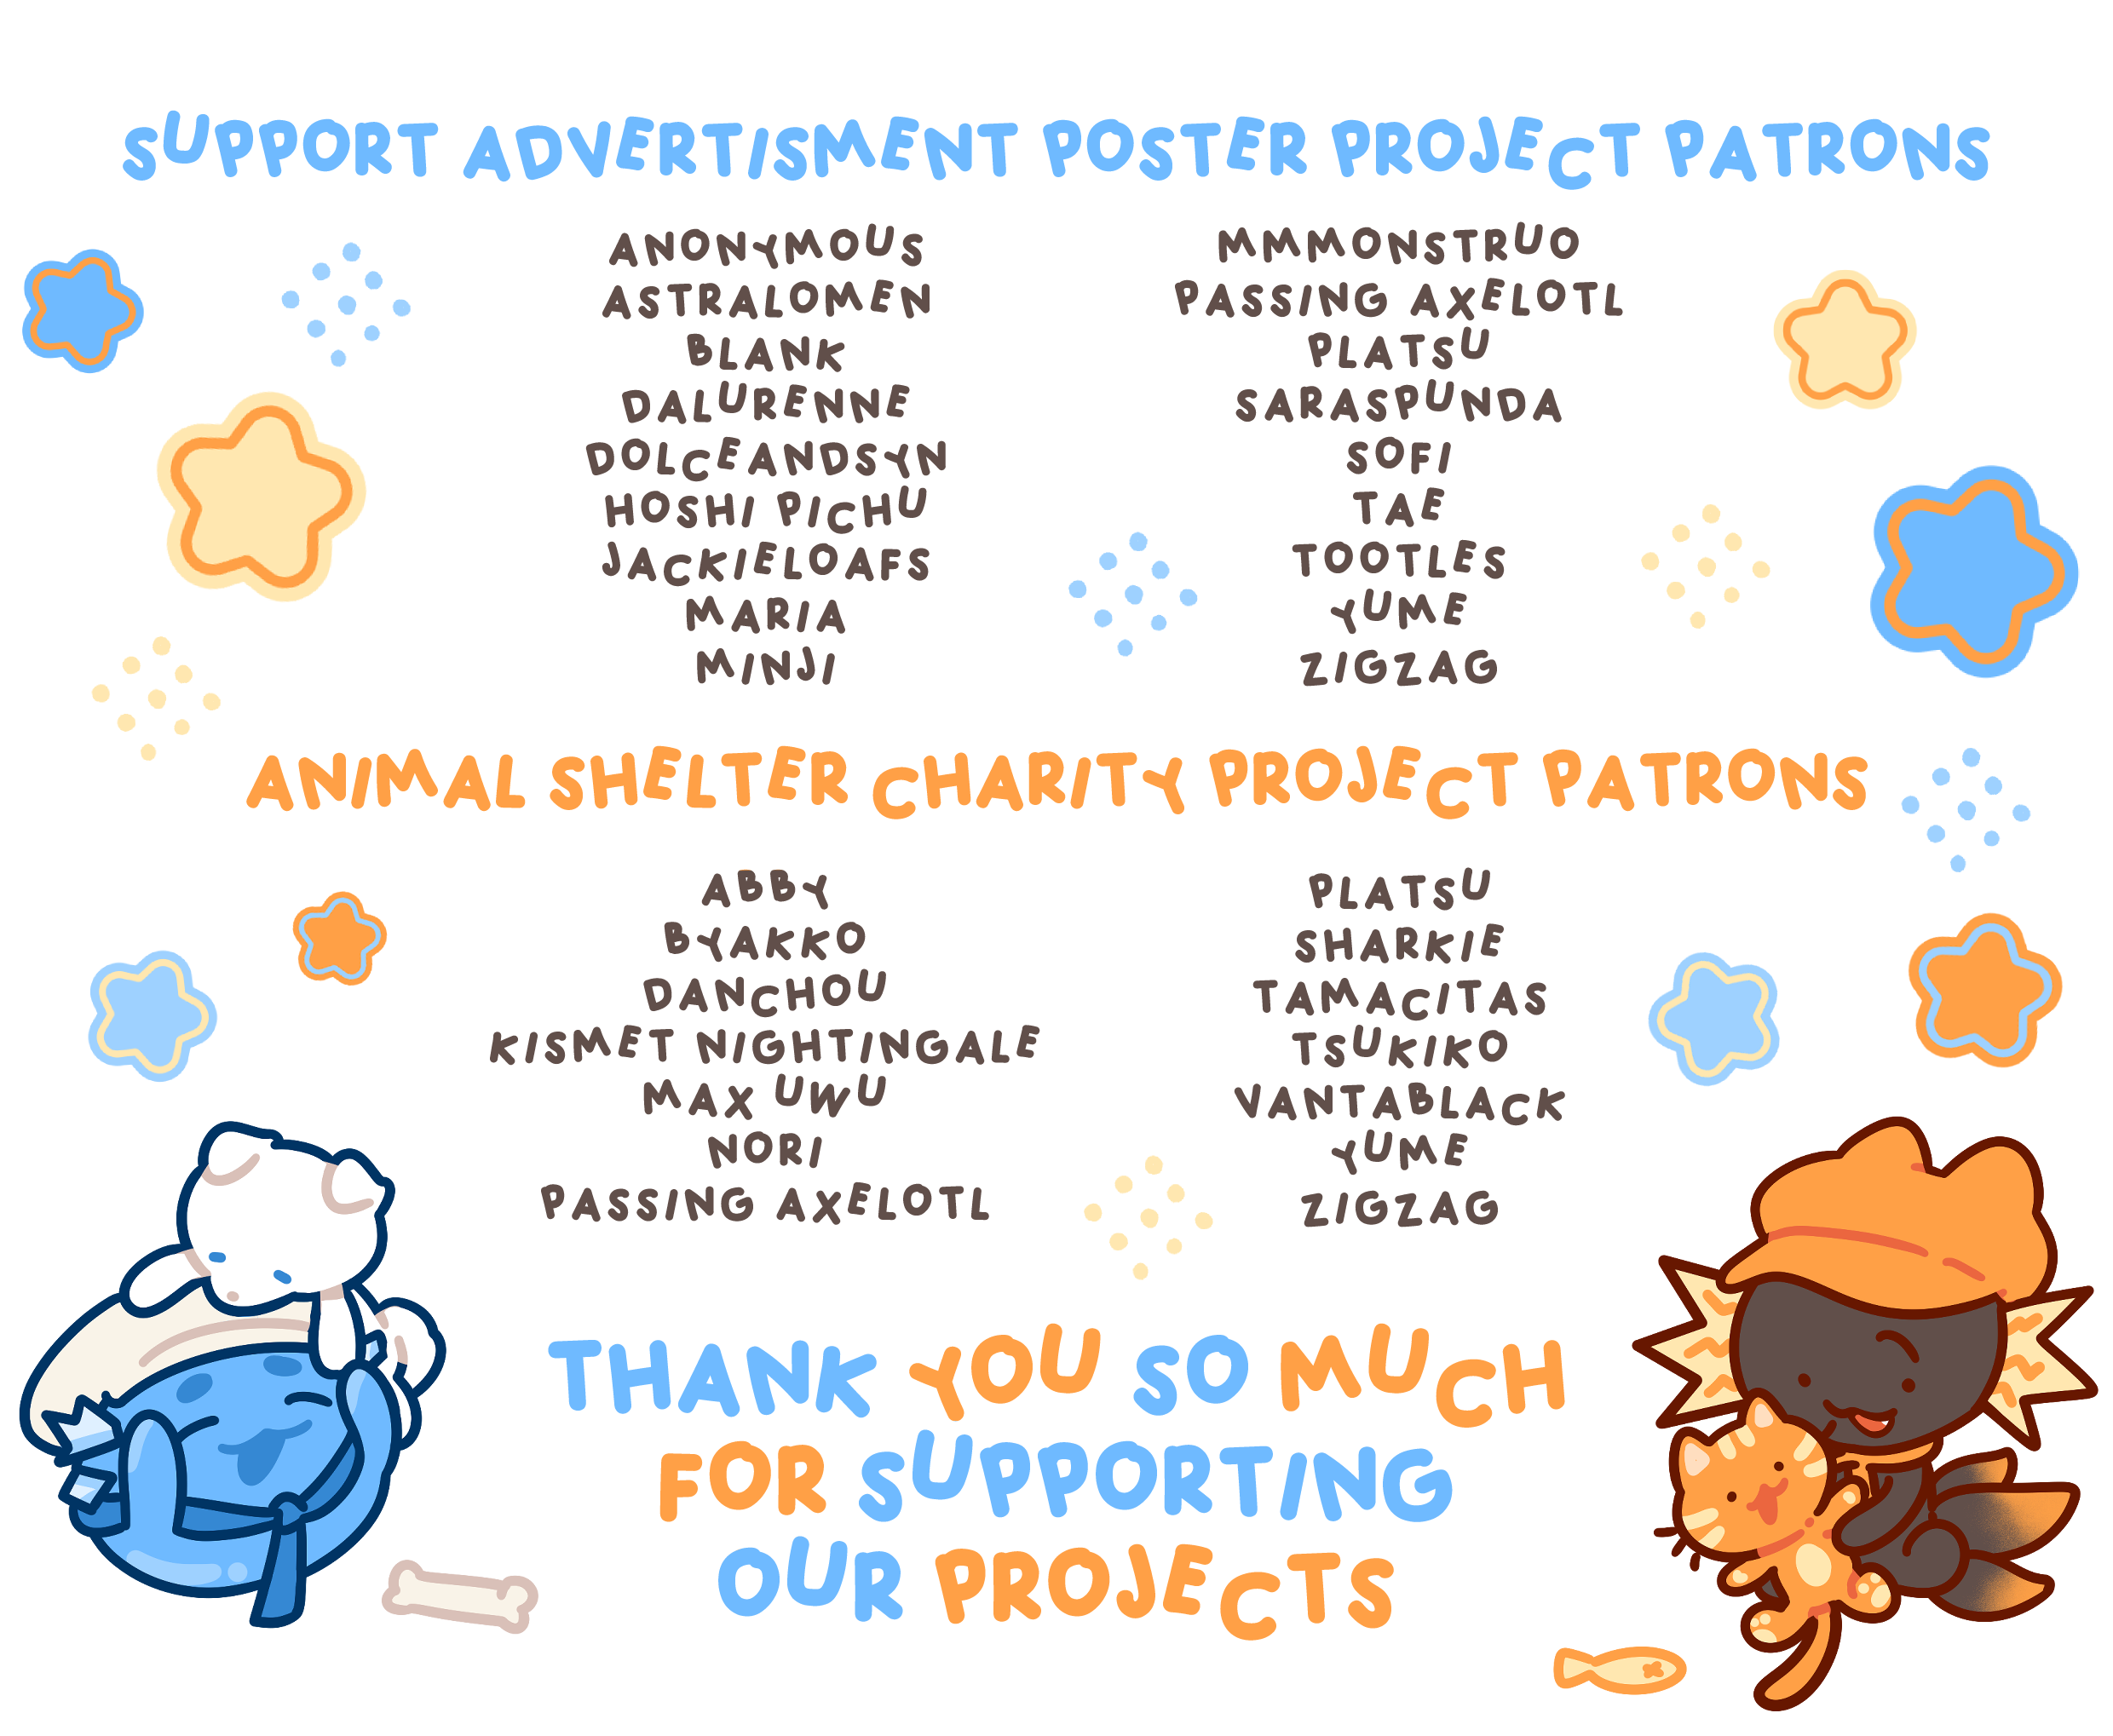 SUPPORT ADVERTISMENT POSTER PROJECT PATRONS
ANONYMOUS
ASTRALOMEN
BLANK
DALURENNE
DOLCEANDSYN
HOSHI PICHU
JACKIELOAFS
MARIA
MINJI
MMMONSTRUO
PASSING AXELOTL
PLATSU
SARASPUNDA
SOFI
TAE
TOOTLES
YUME
ZIGZAG
ANIMAL SHELTER CHARITY PROJECT PATRONS
ABBY
BYAKKO
DANCHOU
KISMET NIGHTINGALE
MAX UWU
NORI
PASSING AXELOTL
PLATSU
SHARKIE
TAMACITAS
TSUKIKO
VANTABLACK
YUME
ZIGZAG
THANK YOU SO MUCH
FOR SUPPORTING
OUR PROJECTS